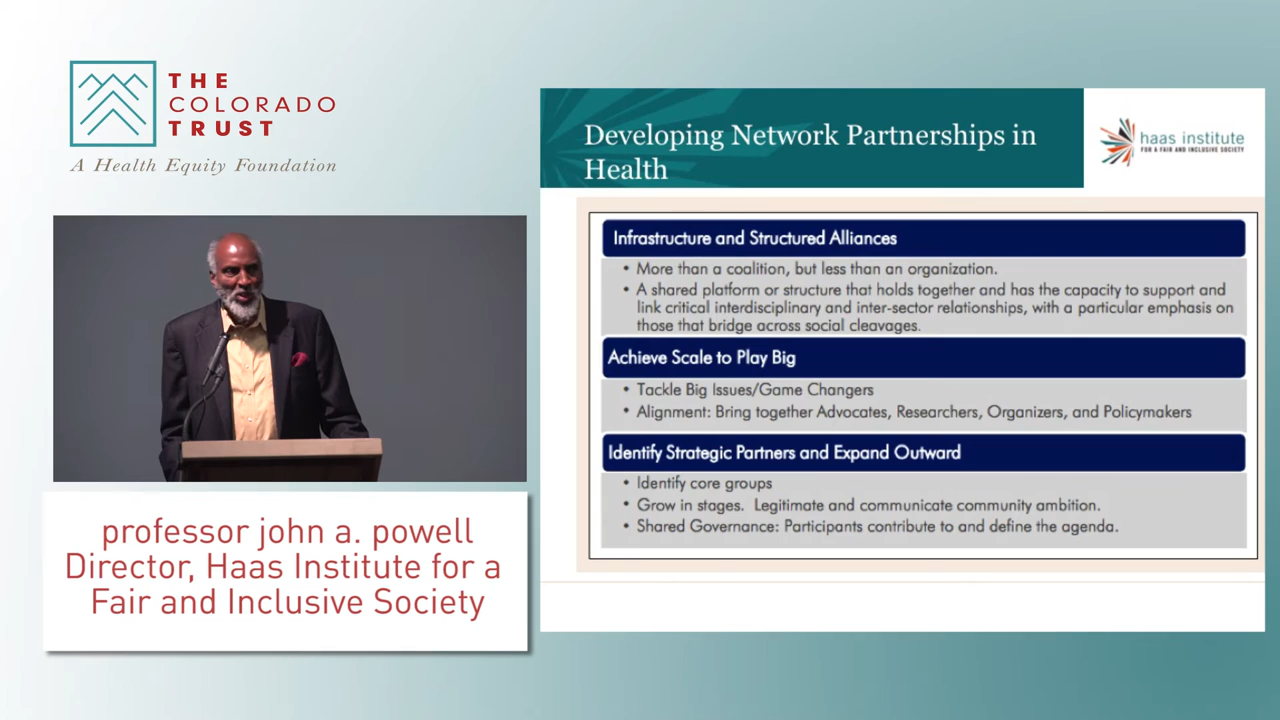 THE
COLORADO
TRUST
A Health Equity Foundation
professor john a. powell
Director, Haas Institute for a
Fair and Inclusive Society
Developing Network Partnerships in
Health
haas institute
FOR A FAIR AND INCLUSIVE SOCIETY
Infrastructure and Structured Alliances
• More than a coalition, but less than an organization.
• A shared platform or structure that holds together and has the capacity to support and
link critical interdisciplinary and inter-sector relationships, with a particular emphasis on
those that bridge across social cleavages.
Achieve Scale to Play Big
• Tackle Big Issues/Game Changers
• Alignment: Bring together Advocates, Researchers, Organizers, and Policymakers
Identify Strategic Partners and Expand Outward
• Identify core groups
• Grow in stages. Legitimate and communicate community ambition.
• Shared Governance: Participants contribute to and define the agenda.